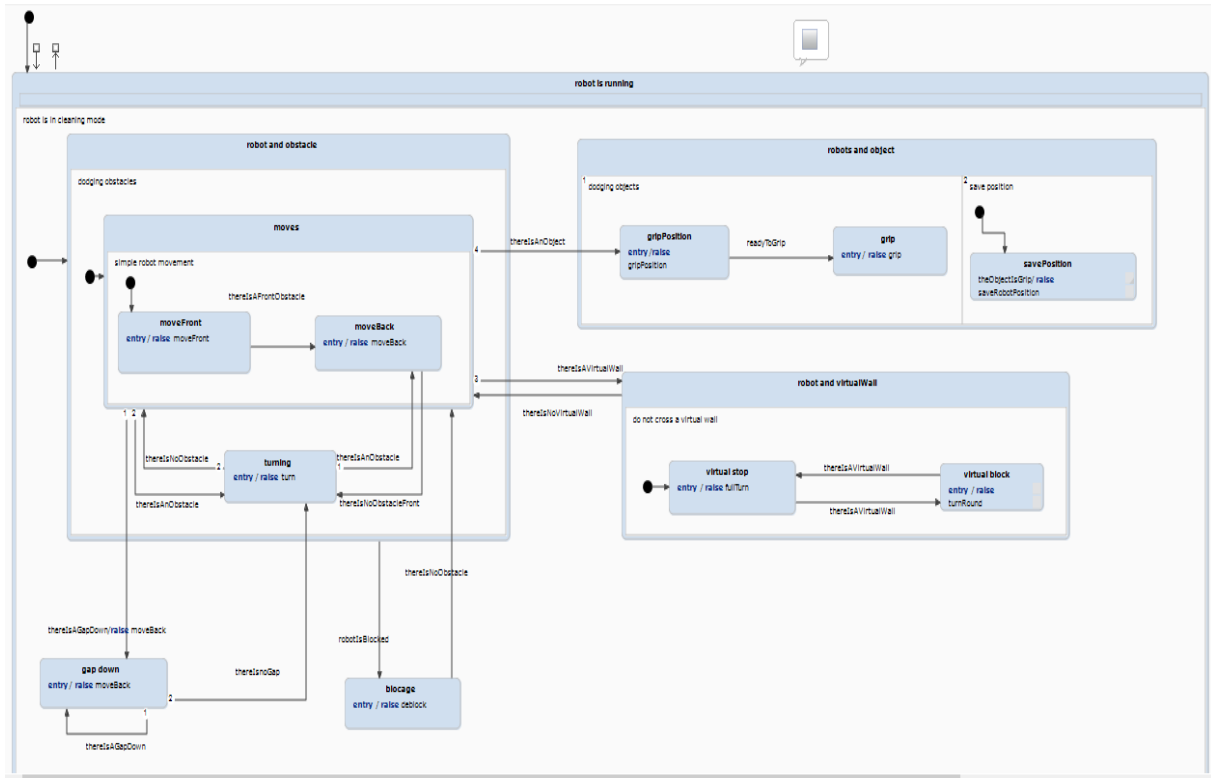 robot is running
robot is in cleaning mode
robot and obstacle
dodging obstacles
moves
simple robot movement
thereIsAFrontObstacle
moveFront
entry / raise moveFront
moveBack
entry / raise moveBack
4
thereIsAnObject
robots and object
1
dodging objects
gripPosition
entry /raise
gripPosition
readyToGrip
grip
entry / raise grip
2
save position
savePosition
theObjectIsGrip/ raise
saveRobotPosition
3
thereIsAVirtualWall
thereIsNoVirtualWall
robot and virtualWall
do not cross a virtual wall
virtual stop
entry / raise fullTurn
thereIsAVirtualWall
thereIsAVirtualWall
virtual block
entry / raise
turnRound
1 2
thereIsNoObstacle
2
turning
entry / raise turn
1
thereIsAnObstacle
thereIsAnObstacle
thereIsNoObstacleFront
thereIsNoObstacle
thereIsAGapDown/raise moveBack
robotIsBlocked
gap down
entry / raise moveBack
2
thereIsnoGap
1
thereIsAGapDown
blocage
entry / raise deblock